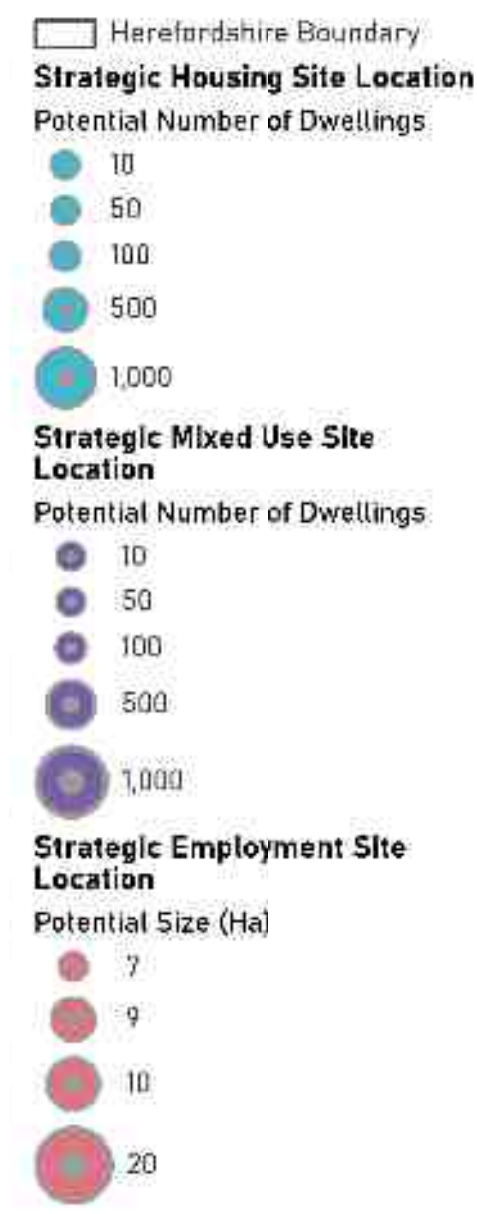 Herefordshire Boundary
Strategic Housing Site Location
Potential Number of Dwellings
10
50
100
500
1,000
Strategic Mixed Use Site
Location
Potential Number of Dwellings
10
50
100
500
1,000
Strategic Employment Site
Location
Potential Size (Ha)
7
9
10
20